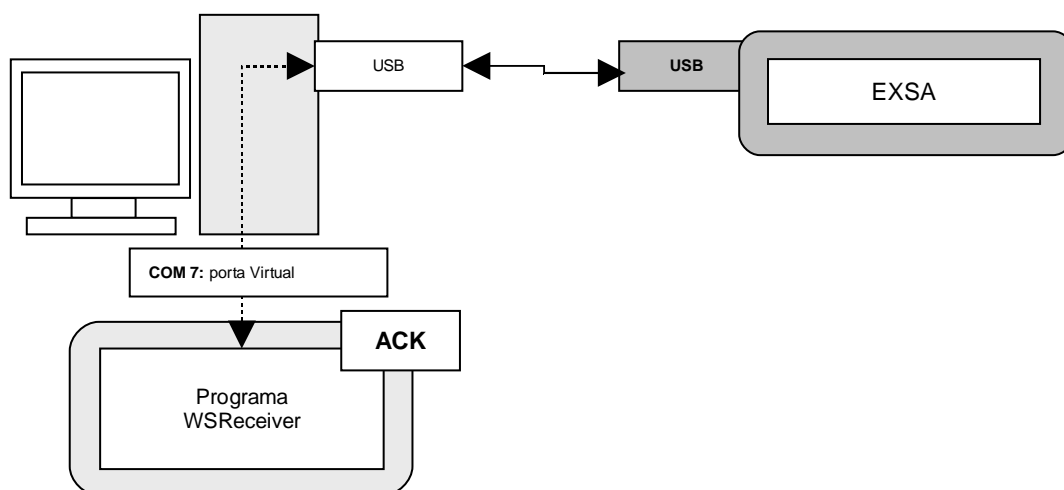 USB
USB
EXSA
COM 7: porta Virtual
ACK
Programa
WSReceiver